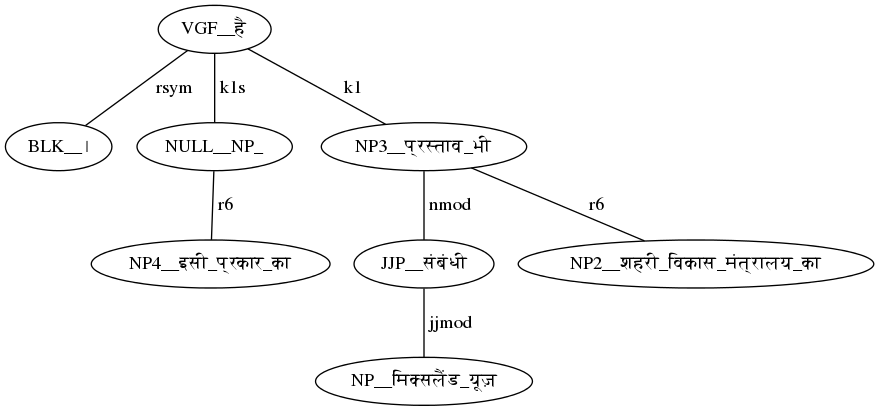 VGF__है
rsym k1s k1
BLK__। NULL__NP_ NP3__प्रस्ताव_भी
r6 nmod r6
NP4__इसी_प्रकार_का JJP__संबंधी NP2__शहरी_विकास_मंत्रालय_का
jjmod
NP__मिक्सलैंड_यूज़